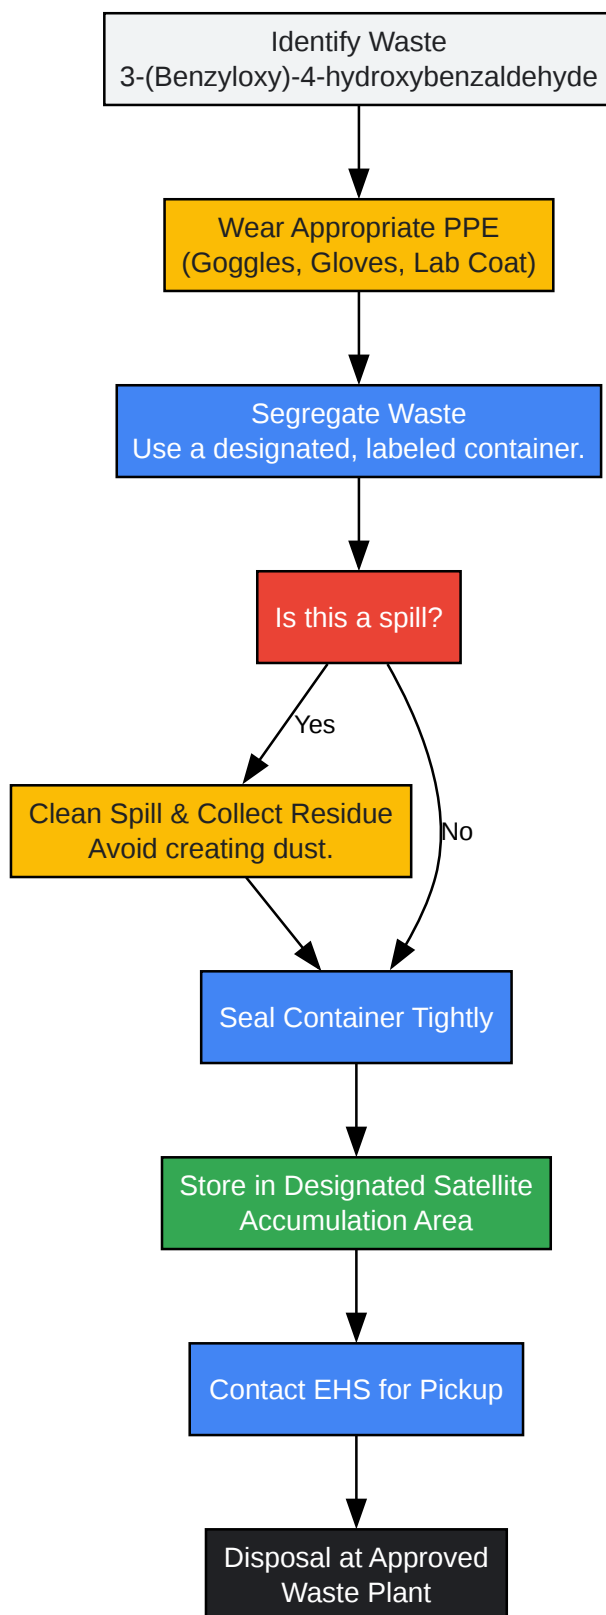 Identify Waste
3-(Benzyloxy)-4-hydroxybenzaldehyde
Wear Appropriate PPE
(Goggles, Gloves, Lab Coat)
Segregate Waste
Use a designated, labeled container.
Is this a spill?
Yes
Clean Spill & Collect Residue
Avoid creating dust.
No
Seal Container Tightly
Store in Designated Satellite
Accumulation Area
Contact EHS for Pickup
Disposal at Approved
Waste Plant